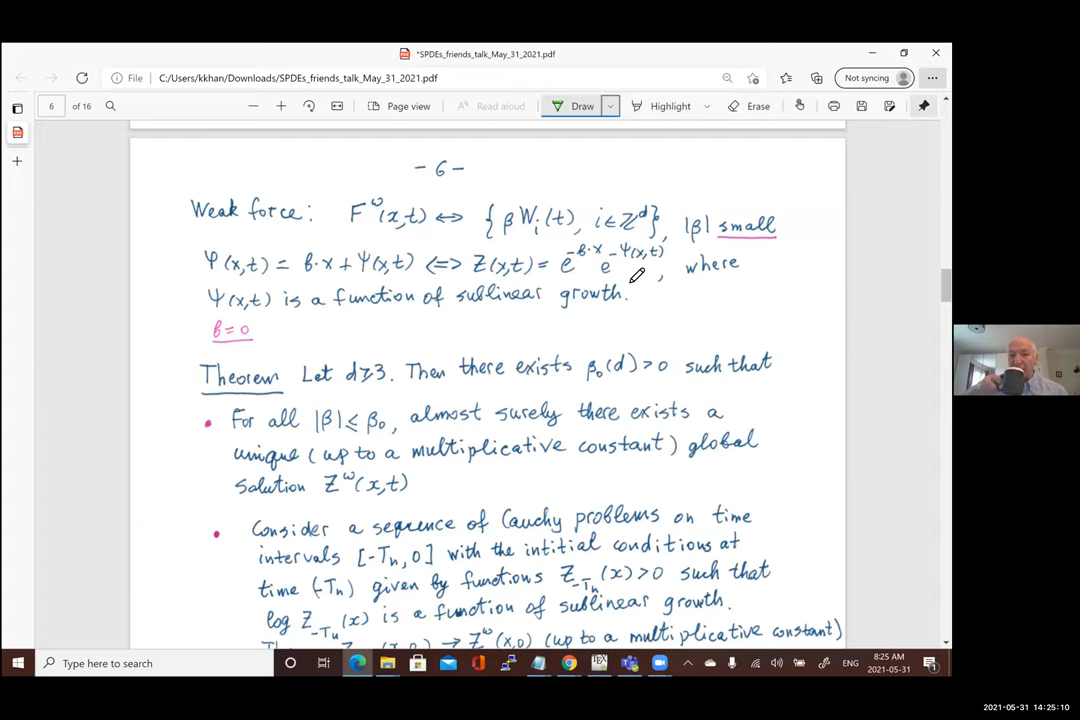 *SPDEs_friends_talk_May_31_2021.pdf
File C:/Users/kkhan/Downloads/SPDEs_friends_talk_May_31_2021.pdf
Not syncing
6 of 16
Page view
Read aloud
Draw
Highlight
Erase
- 6 -
Weak force: F^ω(x,t) ⟺ {βW_i(t), i∈ℤ^d}, |β| small
φ(x,t) = b·x + Ψ(x,t) ⟺ Z(x,t) = e^{-b·x} e^{-Ψ(x,t)}, where
Ψ(x,t) is a function of sublinear growth.
b=0
Theorem Let d⩾3. Then there exists β₀(d)>0 such that
• For all |β|⩽β₀, almost surely there exists a
unique (up to a multiplicative constant) global
solution Z^ω(x,t)
• Consider a sequence of Cauchy problems on time
intervals [-T_n,0] with the intitial conditions at
time (-T_n) given by functions Z_{-T_n}(x)>0 such that
log Z_{-T_n}(x) is a function of sublinear growth.
(x,0) → Z^ω(x,0) (up to a multiplicative constant)
Type here to search
ENG
8:25 AM
2021-05-31
2021-05-31 14:25:10